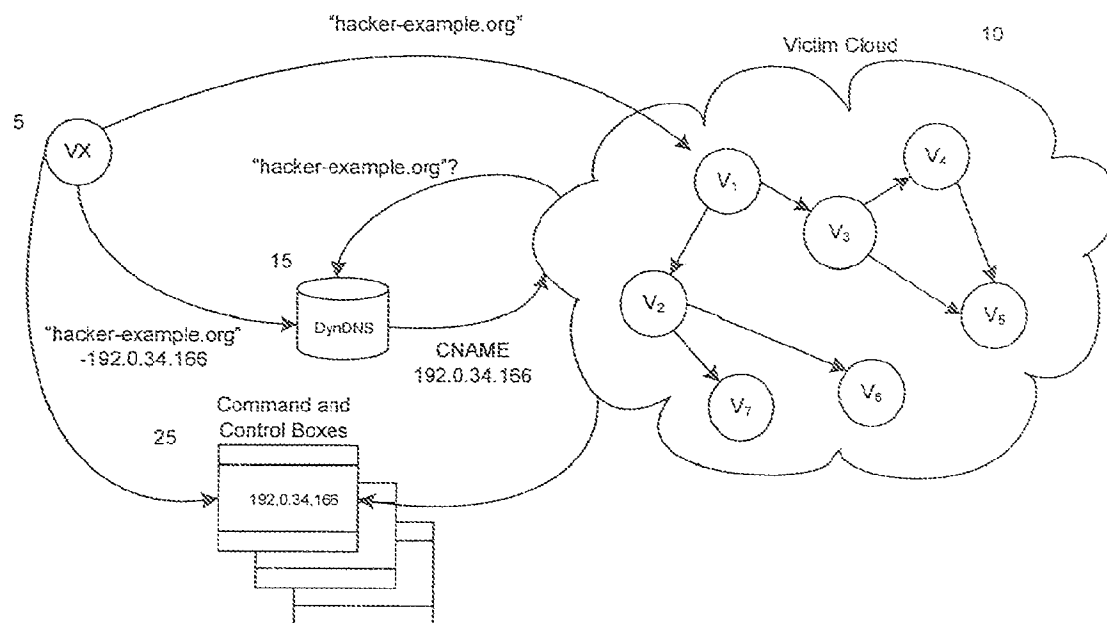 "hacker-example.org"
Victim Cloud
10
5
VX
"hacker-example.org"?
V1
V4
V3
15
DynDNS
V2
V5
"hacker-example.org"
-192.0.34.166
CNAME
192.0.34.166
V6
V7
Command and
Control Boxes
25
192.0.34.166